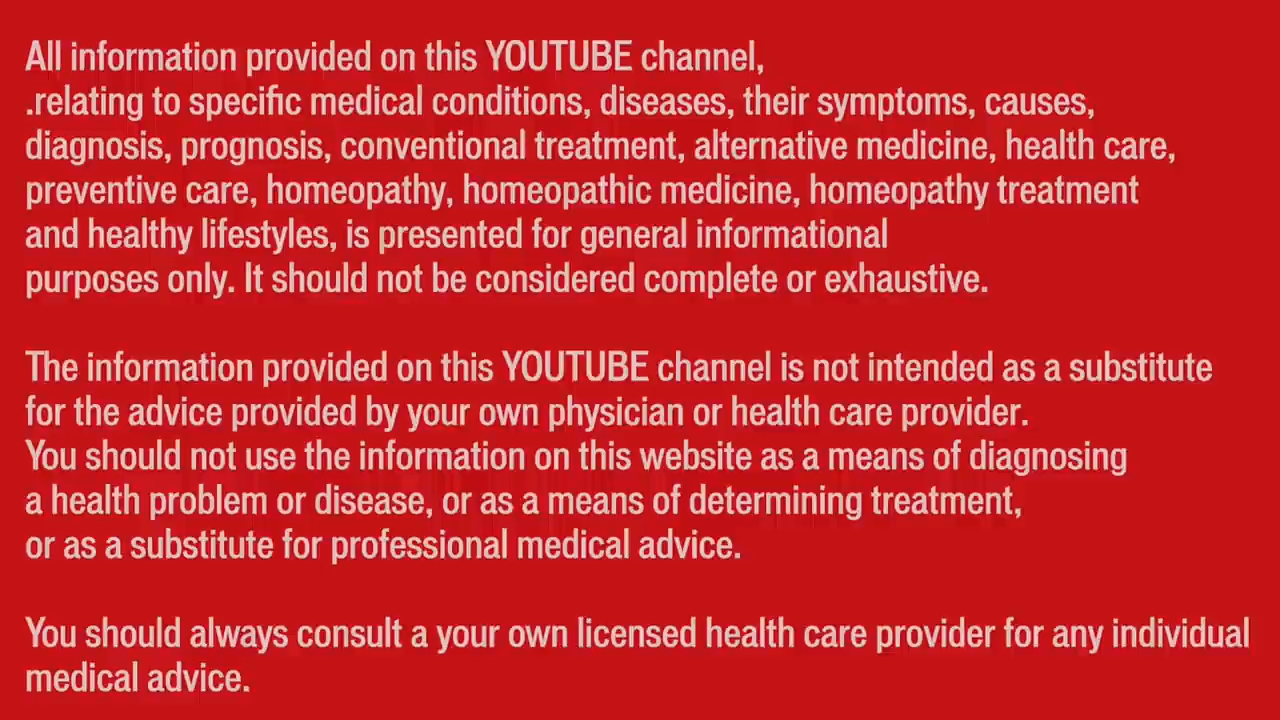 All information provided on this YOUTUBE channel,
.relating to specific medical conditions, diseases, their symptoms, causes,
diagnosis, prognosis, conventional treatment, alternative medicine, health care,
preventive care, homeopathy, homeopathic medicine, homeopathy treatment
and healthy lifestyles, is presented for general informational
purposes only. It should not be considered complete or exhaustive.
The information provided on this YOUTUBE channel is not intended as a substitute
for the advice provided by your own physician or health care provider.
You should not use the information on this website as a means of diagnosing
a health problem or disease, or as a means of determining treatment,
or as a substitute for professional medical advice.
You should always consult a your own licensed health care provider for any individual
medical advice.